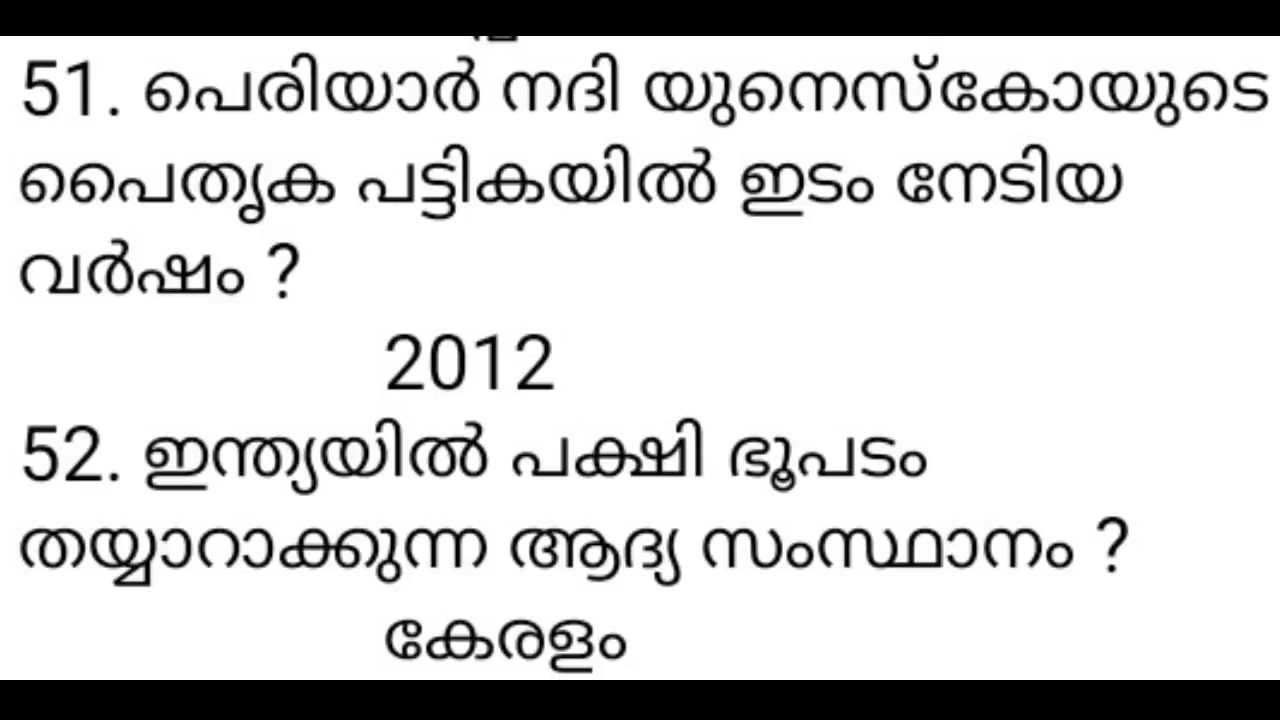 51. പെരിയാർ നദി യുനെസ്കോയുടെ
പൈതൃക പട്ടികയിൽ ഇടം നേടിയ
വർഷം ?
2012
52. ഇന്ത്യയിൽ പക്ഷി ഭൂപടം
തയ്യാറാക്കുന്ന ആദ്യ സംസ്ഥാനം ?
കേരളം